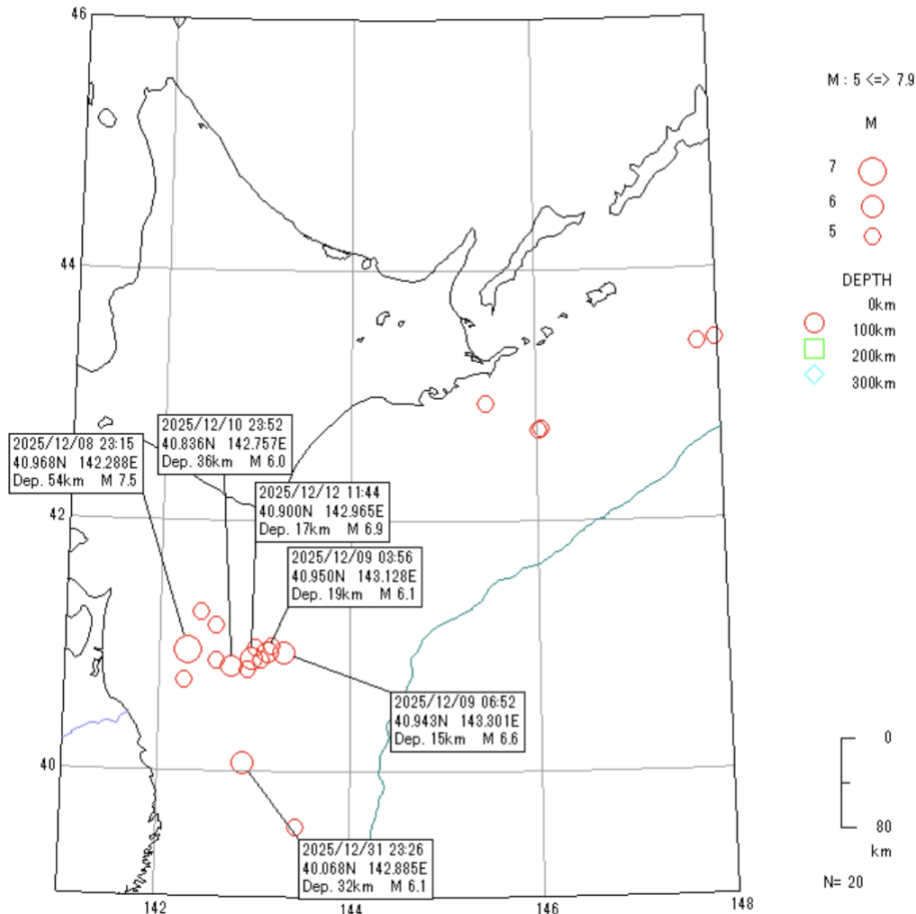 46
44
42
40
142
144
146
148
2025/12/08 23:15
40.968N 142.288E
Dep. 54km M 7.5
2025/12/10 23:52
40.836N 142.757E
Dep. 36km M 6.0
2025/12/12 11:44
40.900N 142.965E
Dep. 17km M 6.9
2025/12/09 03:56
40.950N 143.128E
Dep. 19km M 6.1
2025/12/09 06:52
40.943N 143.301E
Dep. 15km M 6.6
2025/12/31 23:26
40.068N 142.885E
Dep. 32km M 6.1
M : 5 <=> 7.9
M
7
6
5
DEPTH
0km
100km
200km
300km
0
80
km
N= 20